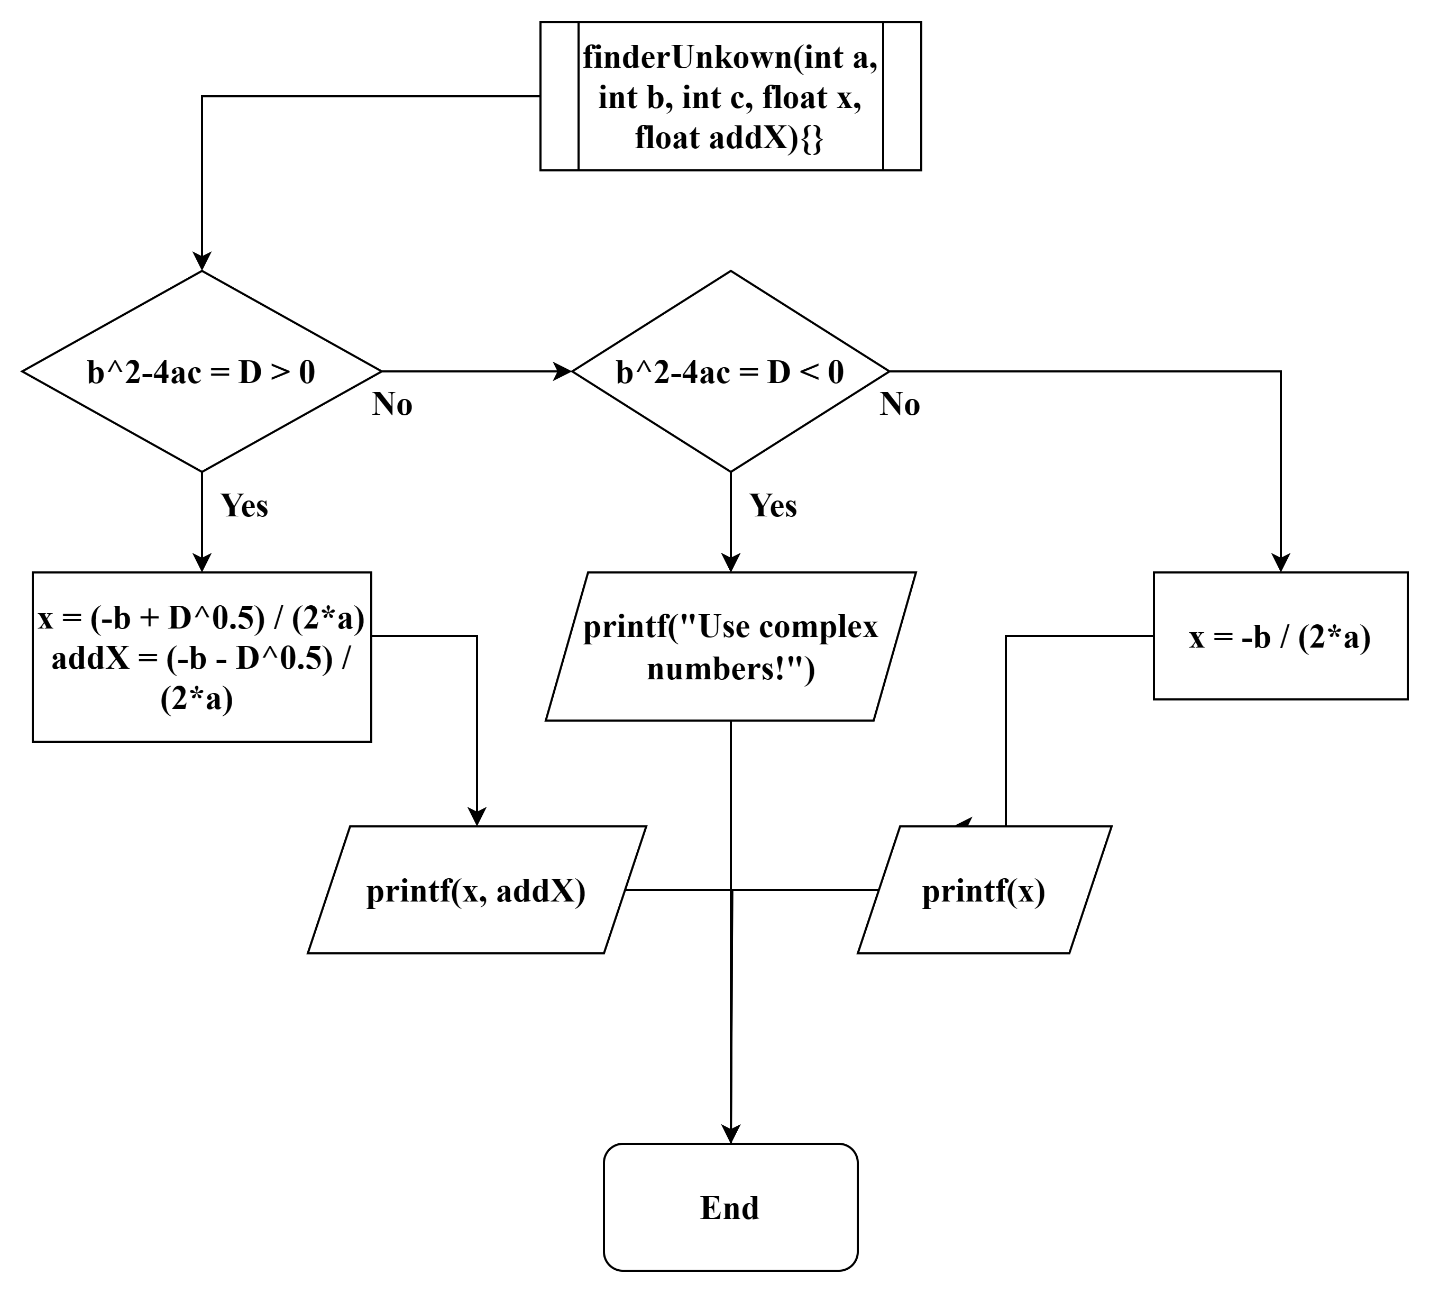 finderUnkown(int a,
int b, int c, float x,
float addX){}
b^2-4ac = D > 0
No
b^2-4ac = D < 0
No
Yes
Yes
x = (-b + D^0.5) / (2*a)
addX = (-b - D^0.5) /
(2*a)
printf("Use complex
numbers!")
x = -b / (2*a)
printf(x, addX)
printf(x)
End